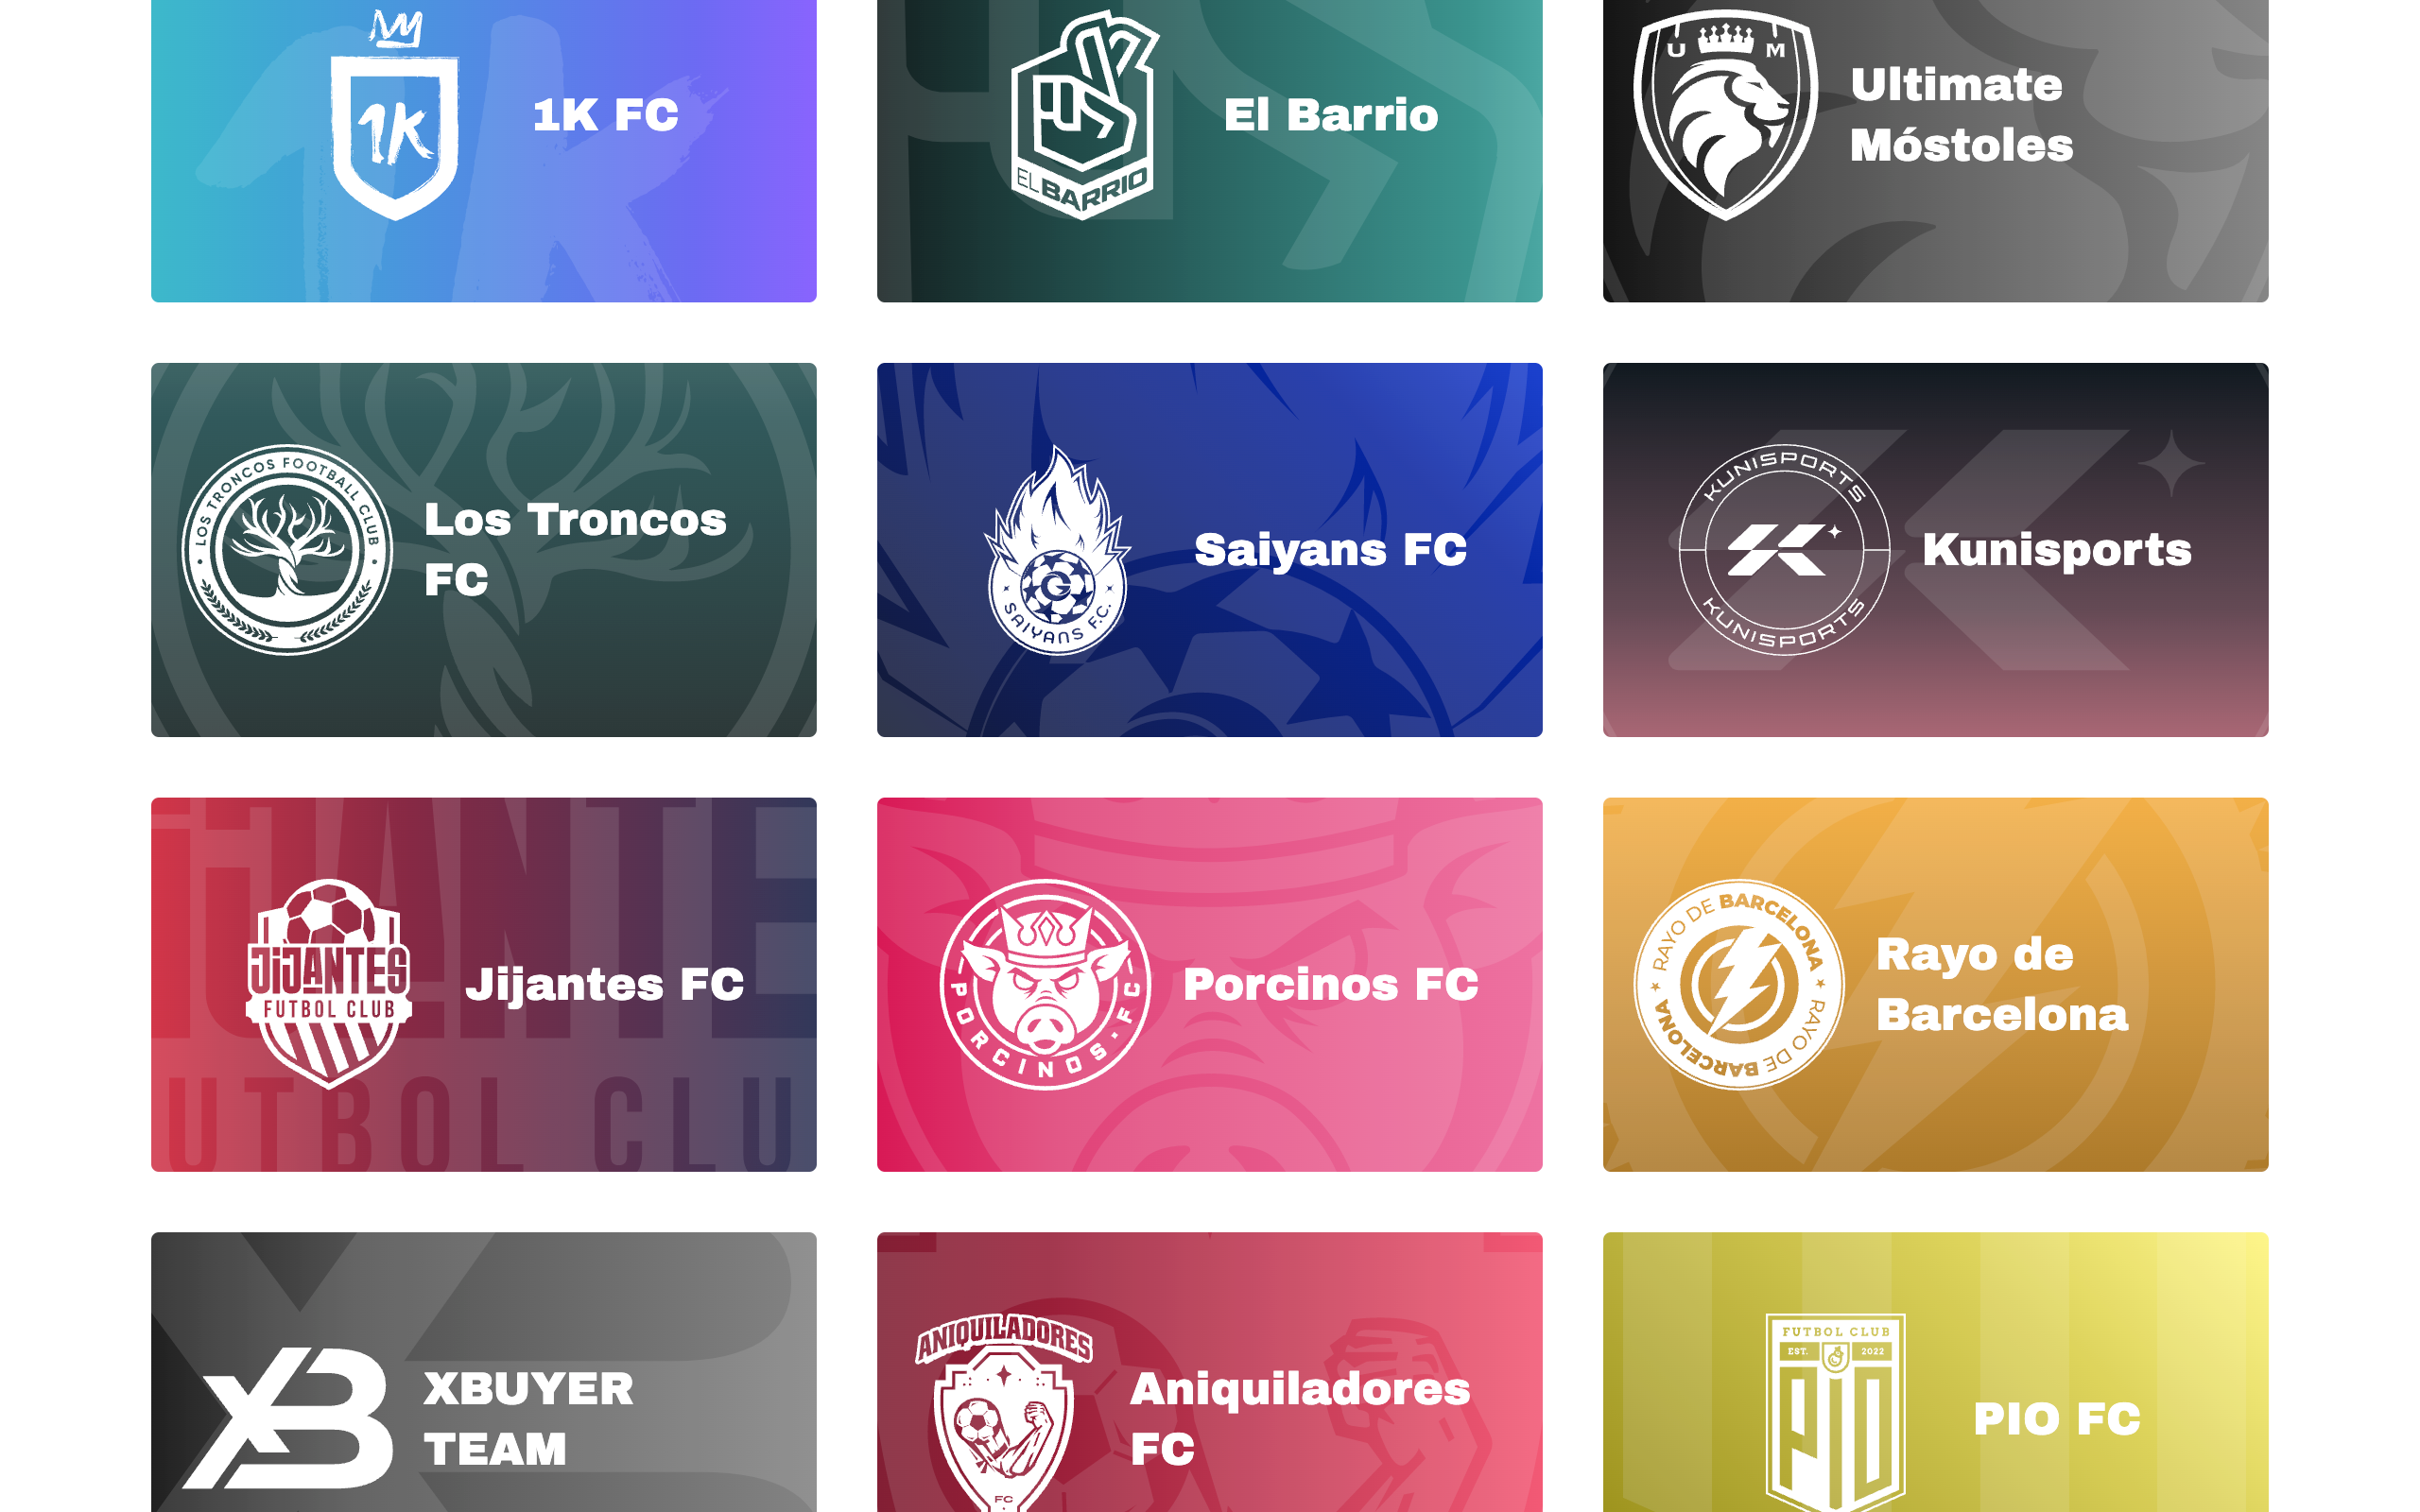 1K
1K FC
EL BARRIO
El Barrio
U M
Ultimate
Móstoles
LOS TRONCOS FOOTBALL CLUB
Los Troncos
FC
SAIYANS F.C.
Saiyans FC
KUNISPORTS
KUNISPORTS
Kunisports
JIJANTES
FUTBOL CLUB
Jijantes FC
PORCINOS · FC
Porcinos FC
RAYO DE BARCELONA ★ RAYO DE BARCELONA ★
Rayo de
Barcelona
XB
XBUYER
TEAM
ANIQUILADORES
FC
Aniquiladores
FC
FUTBOL CLUB
EST. 2022
PIO
PIO FC